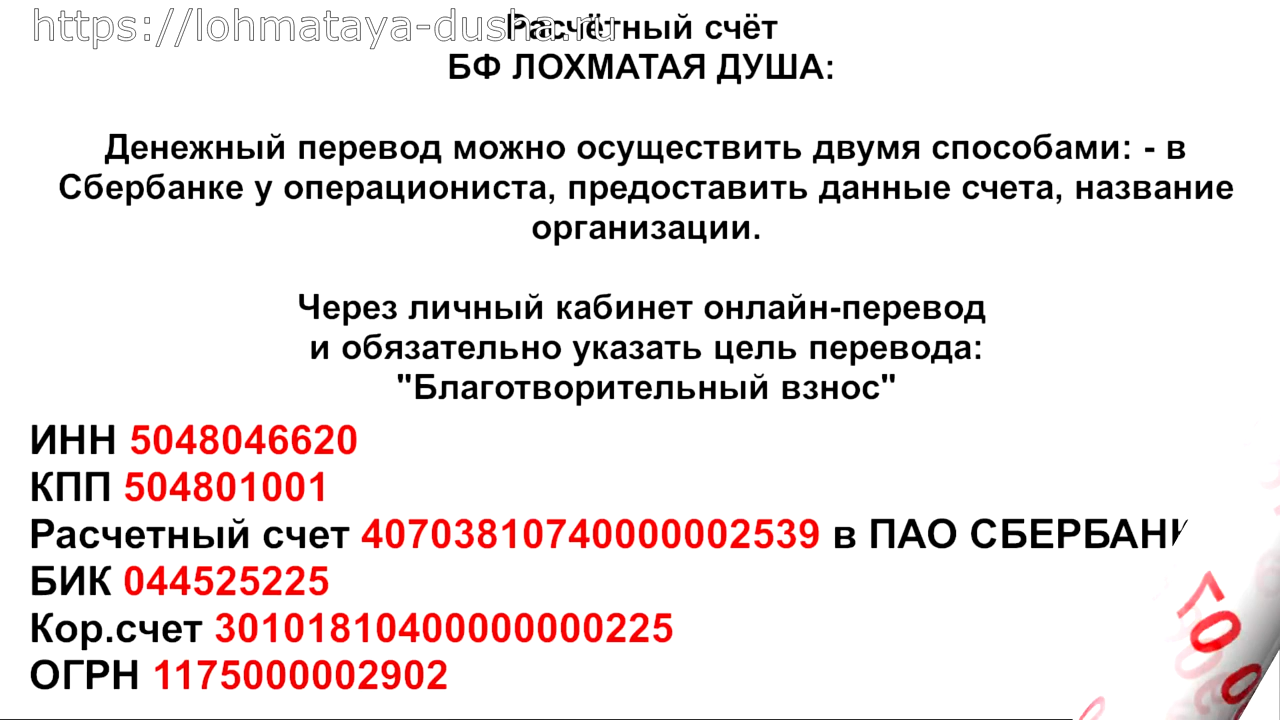 https://lohmataya-dusha.ru
Расчётный счёт
БФ ЛОХМАТАЯ ДУША:
Денежный перевод можно осуществить двумя способами: - в
Сбербанке у операциониста, предоставить данные счета, название
организации.
Через личный кабинет онлайн-перевод
и обязательно указать цель перевода:
"Благотворительный взнос"
ИНН 5048046620
КПП 504801001
Расчетный счет 40703810740000002539 в ПАО СБЕРБАН
БИК 044525225
Кор.счет 30101810400000000225
ОГРН 1175000002902